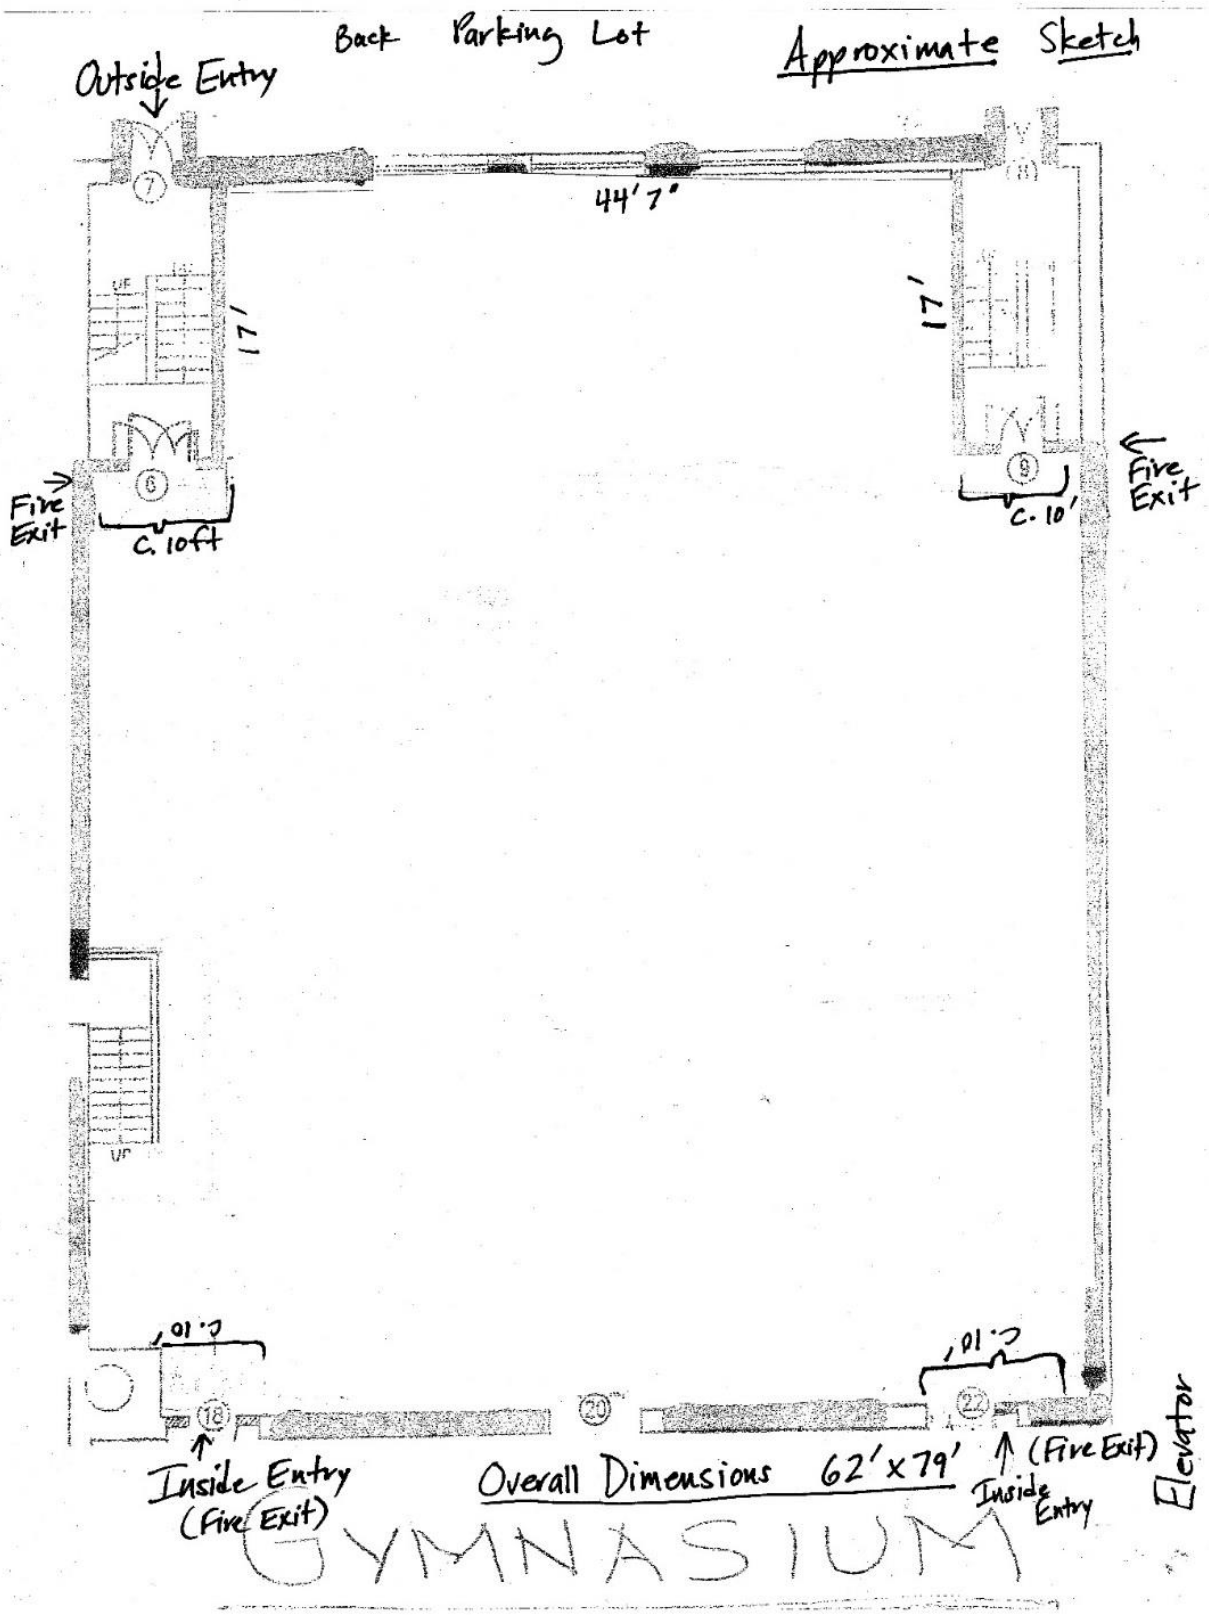 Back Parking Lot
Approximate Sketch
Outside Entry
7
44' 7"
UP
17'
17'
6
9
Fire
Exit
Fire
Exit
c. 10ft
c. 10'
UP
c. 10'
c. 10'
18
20
22
Inside Entry
(Fire Exit)
Overall Dimensions 62' x 79'
(Fire Exit)
Inside
Entry
Elevator
GYMNASIUM